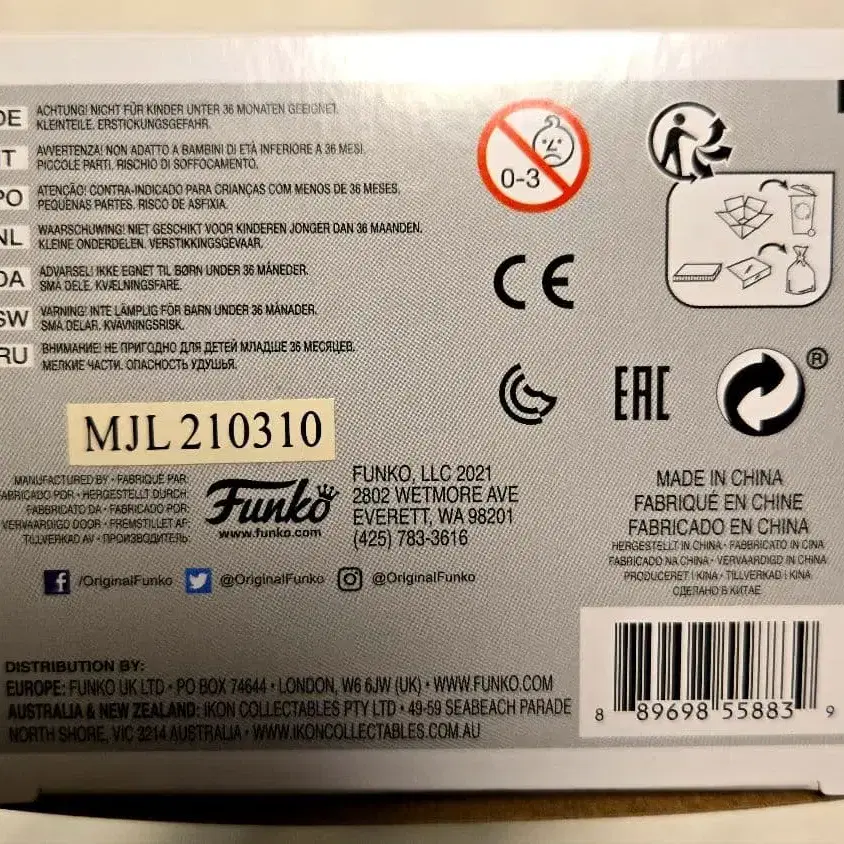 DE ACHTUNG! NICHT FÜR KINDER UNTER 36 MONATEN GEEIGNET.
KLEINTEILE. ERSTICKUNGSGEFAHR.
IT AVVERTENZA! NON ADATTO A BAMBINI DI ETÀ INFERIORE A 36 MESI.
PICCOLE PARTI. RISCHIO DI SOFFOCAMENTO.
PO ATENÇÃO! CONTRA-INDICADO PARA CRIANÇAS COM MENOS DE 36 MESES.
PEQUENAS PARTES. RISCO DE ASFIXIA.
NL WAARSCHUWING! NIET GESCHIKT VOOR KINDEREN JONGER DAN 36 MAANDEN.
KLEINE ONDERDELEN. VERSTIKKINGSGEVAAR.
DA ADVARSEL! IKKE EGNET TIL BØRN UNDER 36 MÅNEDER.
SMÅ DELE. KVÆLNINGSFARE.
SW VARNING! INTE LÄMPLIG FÖR BARN UNDER 36 MÅNADER.
SMÅ DELAR. KVÄVNINGSRISK.
RU ВНИМАНИЕ! НЕ ПРИГОДНО ДЛЯ ДЕТЕЙ МЛАДШЕ 36 МЕСЯЦЕВ.
МЕЛКИЕ ЧАСТИ. ОПАСНОСТЬ УДУШЬЯ.
0-3
CE
EAC
®
MJL 210310
MANUFACTURED BY • FABRIQUÉ PAR:
FABRICADO POR • HERGESTELLT DURCH:
FABBRICATO DA • FABRICADO POR:
VERVAARDIGD DOOR • FREMSTILLET AF:
TILLVERKAD AV • ПРОИЗВОДИТЕЛЬ:
Funko
www.funko.com
FUNKO, LLC 2021
2802 WETMORE AVE
EVERETT, WA 98201
(425) 783-3616
MADE IN CHINA
FABRIQUÉ EN CHINE
FABRICADO EN CHINA
HERGESTELLT IN CHINA • FABBRICATO IN CINA
FABRICADO NA CHINA • VERVAARDIGD IN CHINA
PRODUCERET I KINA • TILLVERKAD I KINA
СДЕЛАНО В КИТАЕ
/OriginalFunko @OriginalFunko @OriginalFunko
DISTRIBUTION BY:
EUROPE: FUNKO UK LTD • PO BOX 74644 • LONDON, W6 6JW (UK) • WWW.FUNKO.COM
AUSTRALIA & NEW ZEALAND: IKON COLLECTABLES PTY LTD • 49-59 SEABEACH PARADE
NORTH SHORE, VIC 3214 AUSTRALIA • WWW.IKONCOLLECTABLES.COM.AU
8 89698 55883 9